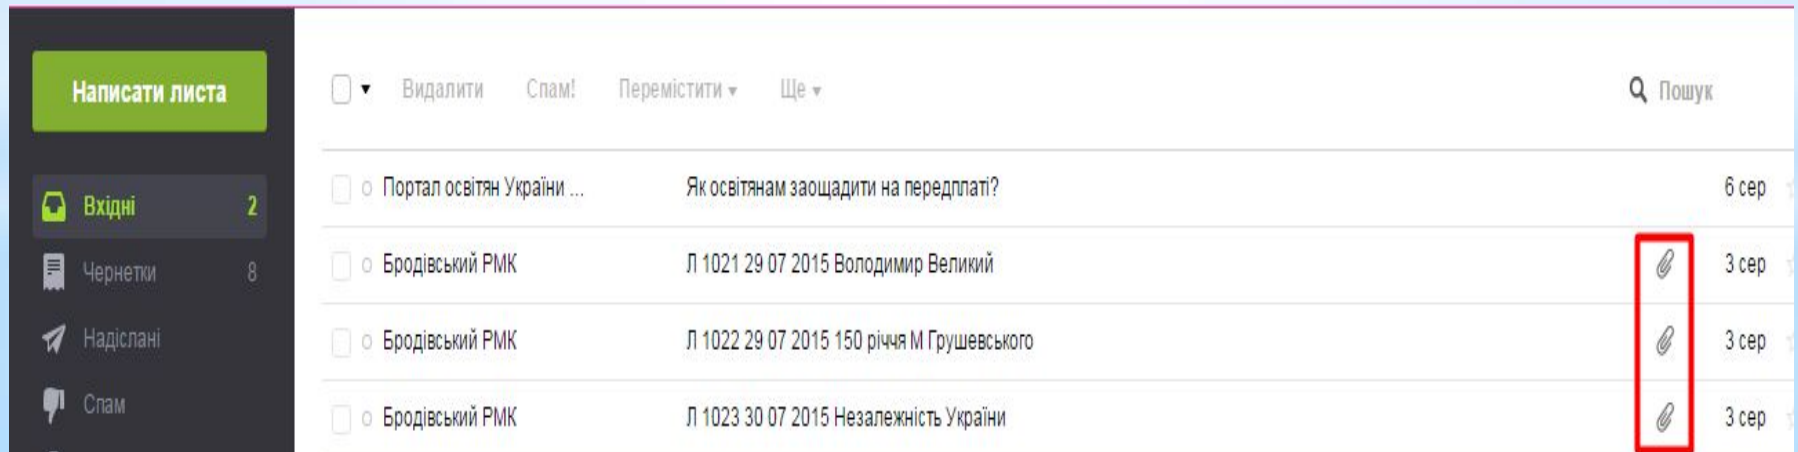 Написати листа
Видалити Спам! Перемістити Ще Пошук
Вхідні 2
Чернетки 8
Надіслані
Спам
Портал освітян України ... Як освітянам заощадити на передплаті? 6 сер
Бродівський РМК Л 1021 29 07 2015 Володимир Великий 3 сер
Бродівський РМК Л 1022 29 07 2015 150 річчя М Грушевського 3 сер
Бродівський РМК Л 1023 30 07 2015 Незалежність України 3 сер